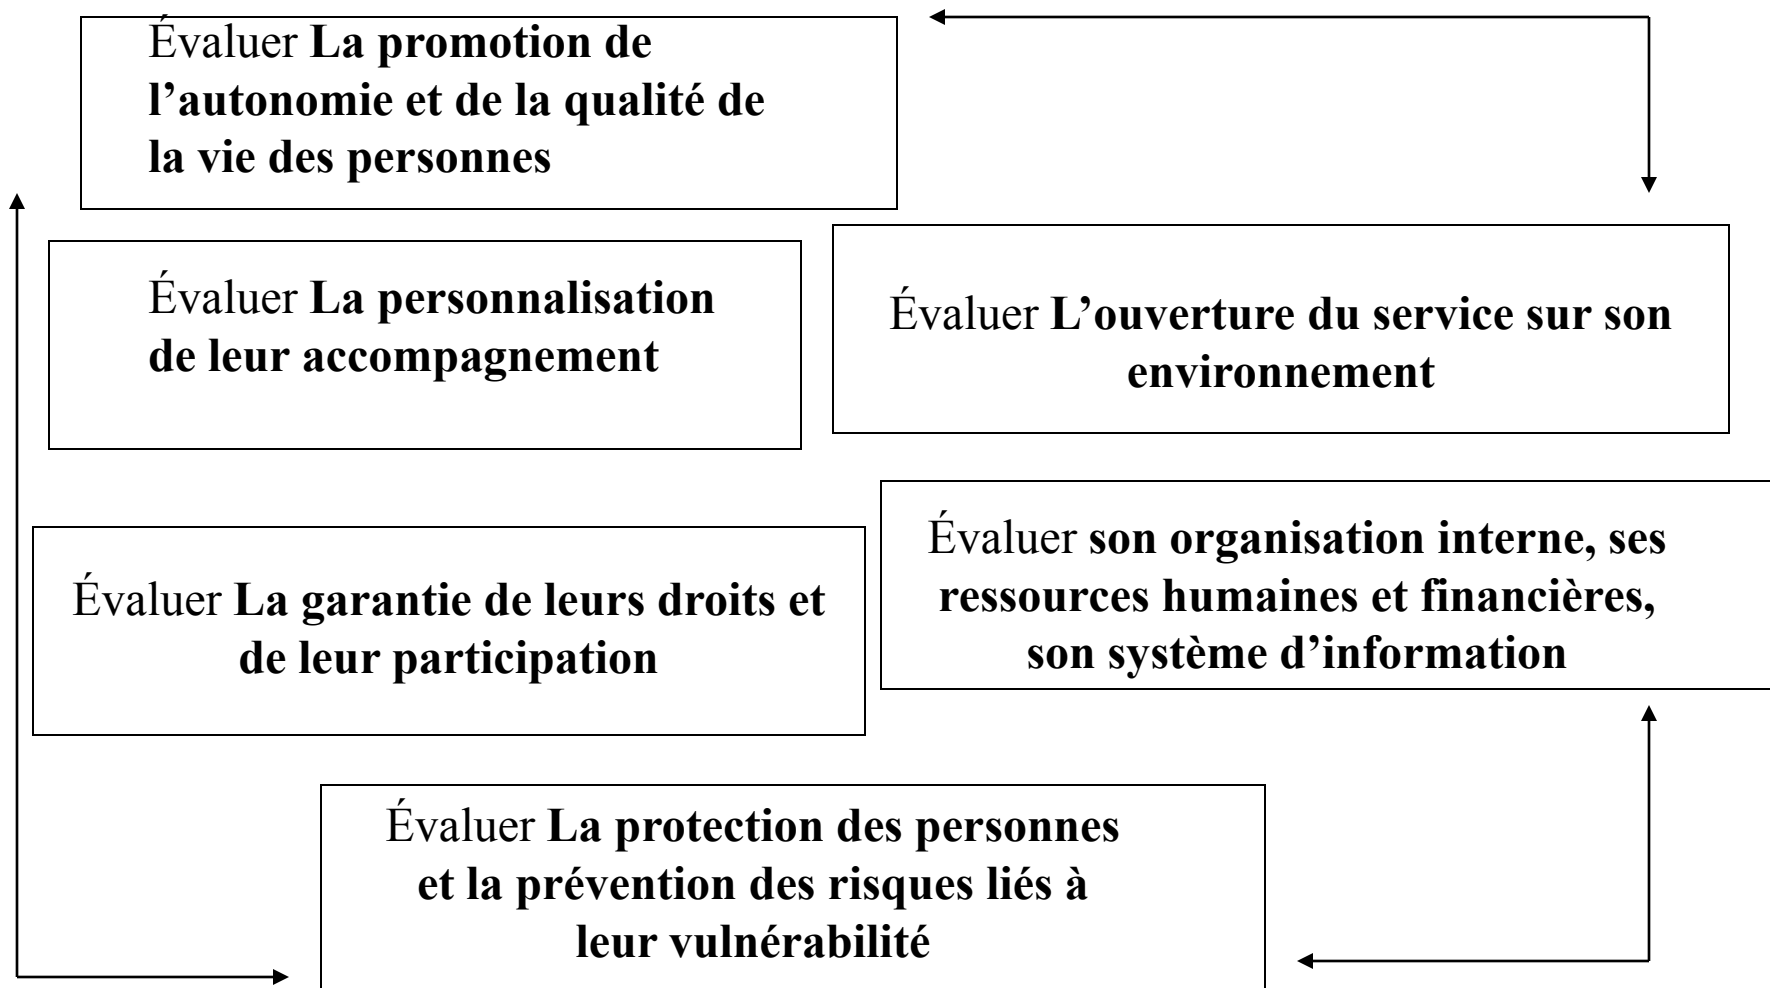 Évaluer La promotion de
l’autonomie et de la qualité de
la vie des personnes
Évaluer La personnalisation
de leur accompagnement
Évaluer L’ouverture du service sur son
environnement
Évaluer son organisation interne, ses
ressources humaines et financières,
son système d’information
Évaluer La garantie de leurs droits et
de leur participation
Évaluer La protection des personnes
et la prévention des risques liés à
leur vulnérabilité